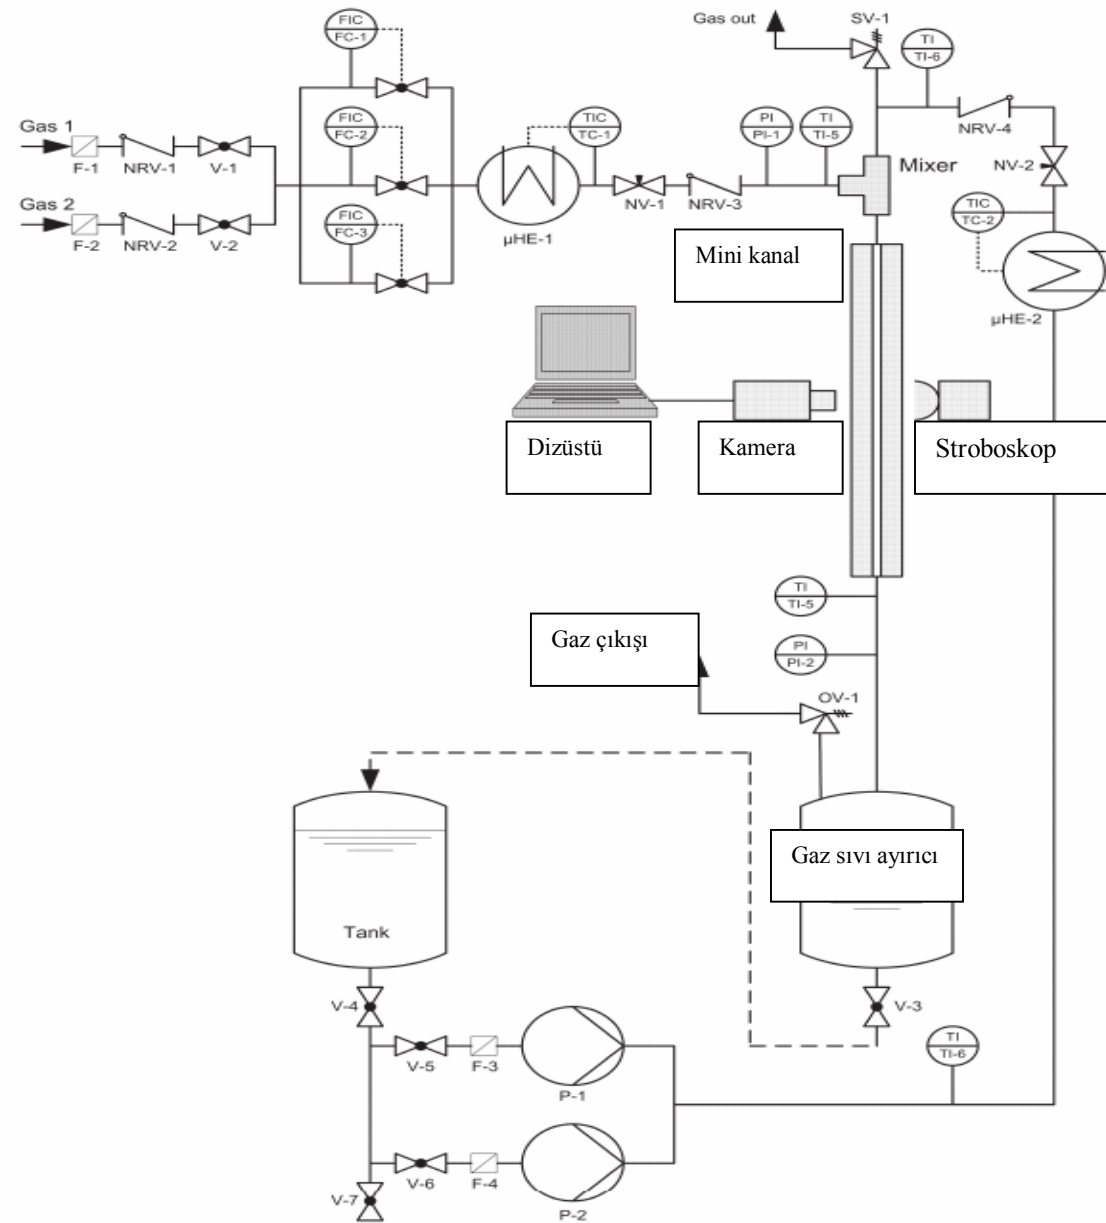 Gas out
SV-1
FIC
FC-1
TI
TI-6
Gas 1
F-1
NRV-1
V-1
FIC
FC-2
TIC
TC-1
PI
PI-1
TI
TI-5
NRV-4
Mixer
NV-2
Gas 2
F-2
NRV-2
V-2
FIC
FC-3
µHE-1
NV-1
NRV-3
TIC
TC-2
Mini kanal
µHE-2
Dizüstü
Kamera
Stroboskop
TI
TI-5
Gaz çıkışı
PI
PI-2
OV-1
Gaz sıvı ayırıcı
Tank
V-4
V-3
TI
TI-6
V-5
F-3
P-1
V-6
F-4
V-7
P-2